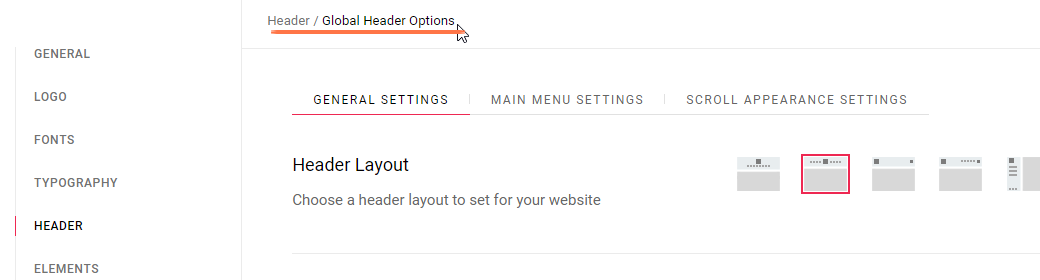 Header / Global Header Options
GENERAL
LOGO
FONTS
TYPOGRAPHY
HEADER
ELEMENTS
GENERAL SETTINGS
MAIN MENU SETTINGS
SCROLL APPEARANCE SETTINGS
Header Layout
Choose a header layout to set for your website